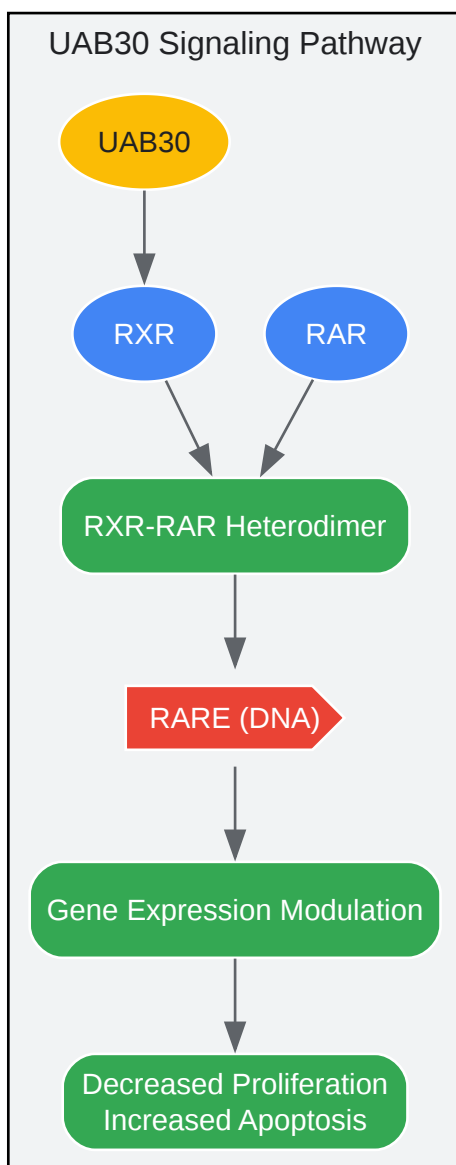 UAB30 Signaling Pathway
UAB30
RXR
RAR
RXR-RAR Heterodimer
RARE (DNA)
Gene Expression Modulation
Decreased Proliferation
Increased Apoptosis